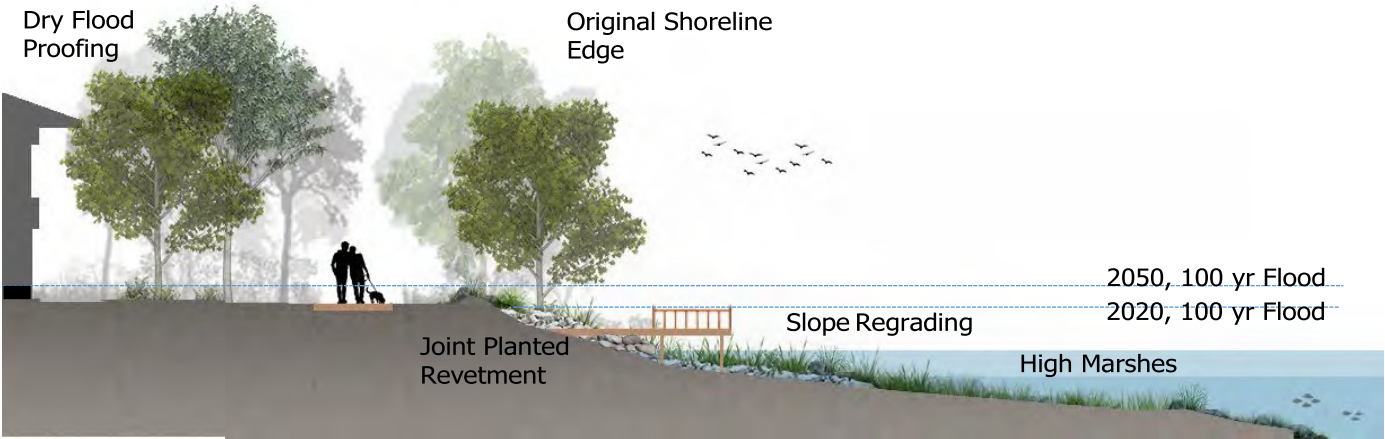 Dry Flood
Proofing
Original Shoreline
Edge
2050, 100 yr Flood
2020, 100 yr Flood
Slope Regrading
Joint Planted
Revetment
High Marshes